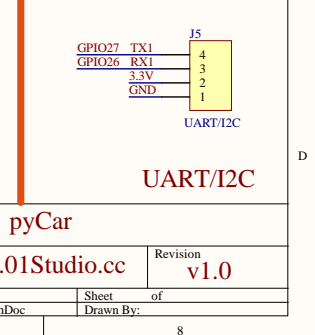 J5
GPIO27 TX1 4
GPIO26 RX1 3
3.3V 2
GND 1
UART/I2C
D
UART/I2C
pyCar
.01Studio.cc
Revision
v1.0
Sheet of
Drawn By:
8